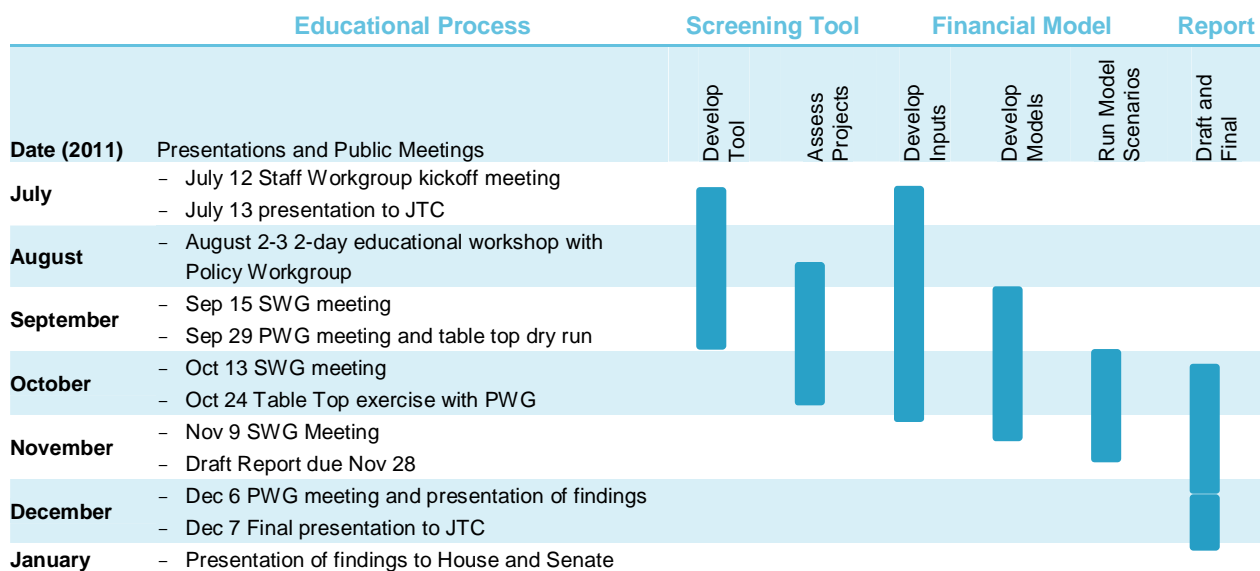 Educational Process Screening Tool Financial Model Report
Date (2011) Presentations and Public Meetings
Develop
Tool
Assess
Projects
Develop
Inputs
Develop
Models
Run Model
Scenarios
Draft and
Final
July
– July 12 Staff Workgroup kickoff meeting
– July 13 presentation to JTC
August
– August 2-3 2-day educational workshop with
Policy Workgroup
September
– Sep 15 SWG meeting
– Sep 29 PWG meeting and table top dry run
October
– Oct 13 SWG meeting
– Oct 24 Table Top exercise with PWG
November
– Nov 9 SWG Meeting
– Draft Report due Nov 28
December
– Dec 6 PWG meeting and presentation of findings
– Dec 7 Final presentation to JTC
January – Presentation of findings to House and Senate